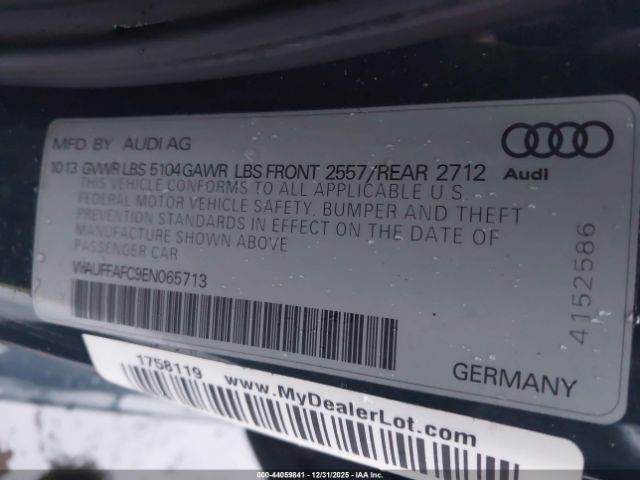 MFD BY AUDI AG
10 13 GVWR LBS 5104 GAWR LBS FRONT 2557/REAR 2712
THIS VEHICLE CONFORMS TO ALL APPLICABLE U.S.
FEDERAL MOTOR VEHICLE SAFETY, BUMPER AND THEFT
PREVENTION STANDARDS IN EFFECT ON THE DATE OF
MANUFACTURE SHOWN ABOVE
PASSENGER CAR
WAUFFAFC9EN065713
Audi
4152586
GERMANY
1758119
www.MyDealerLot.com
000-44059841 - 12/31/2025 - IAAI.COM